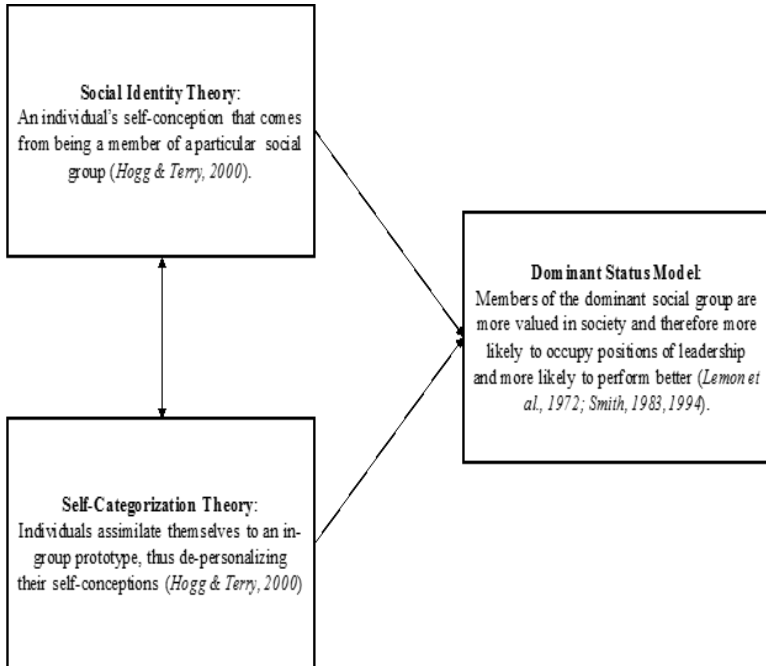 Social Identity Theory:
An individual's self-conception that comes
from being a member of a particular social
group (Hogg & Terry, 2000).
Dominant Status Model:
Members of the dominant social group are
more valued in society and therefore more
likely to occupy positions of leadership
and more likely to perform better (Lemon et
al., 1972; Smith, 1983, 1994).
Self-Categorization Theory:
Individuals assimilate themselves to an in-
group prototype, thus de-personalizing
their self-conceptions (Hogg & Terry, 2000)